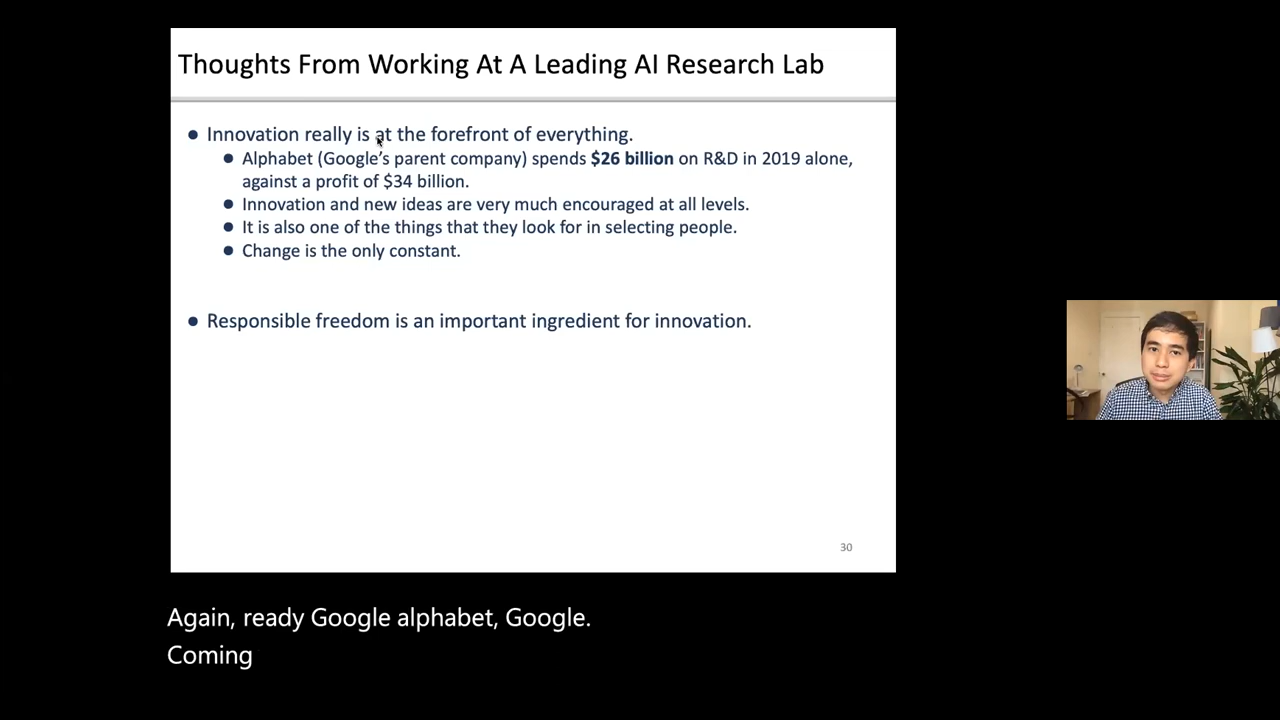 Thoughts From Working At A Leading AI Research Lab
● Innovation really is at the forefront of everything.
● Alphabet (Google's parent company) spends $26 billion on R&D in 2019 alone,
against a profit of $34 billion.
● Innovation and new ideas are very much encouraged at all levels.
● It is also one of the things that they look for in selecting people.
● Change is the only constant.
● Responsible freedom is an important ingredient for innovation.
30
Again, ready Google alphabet, Google.
Coming